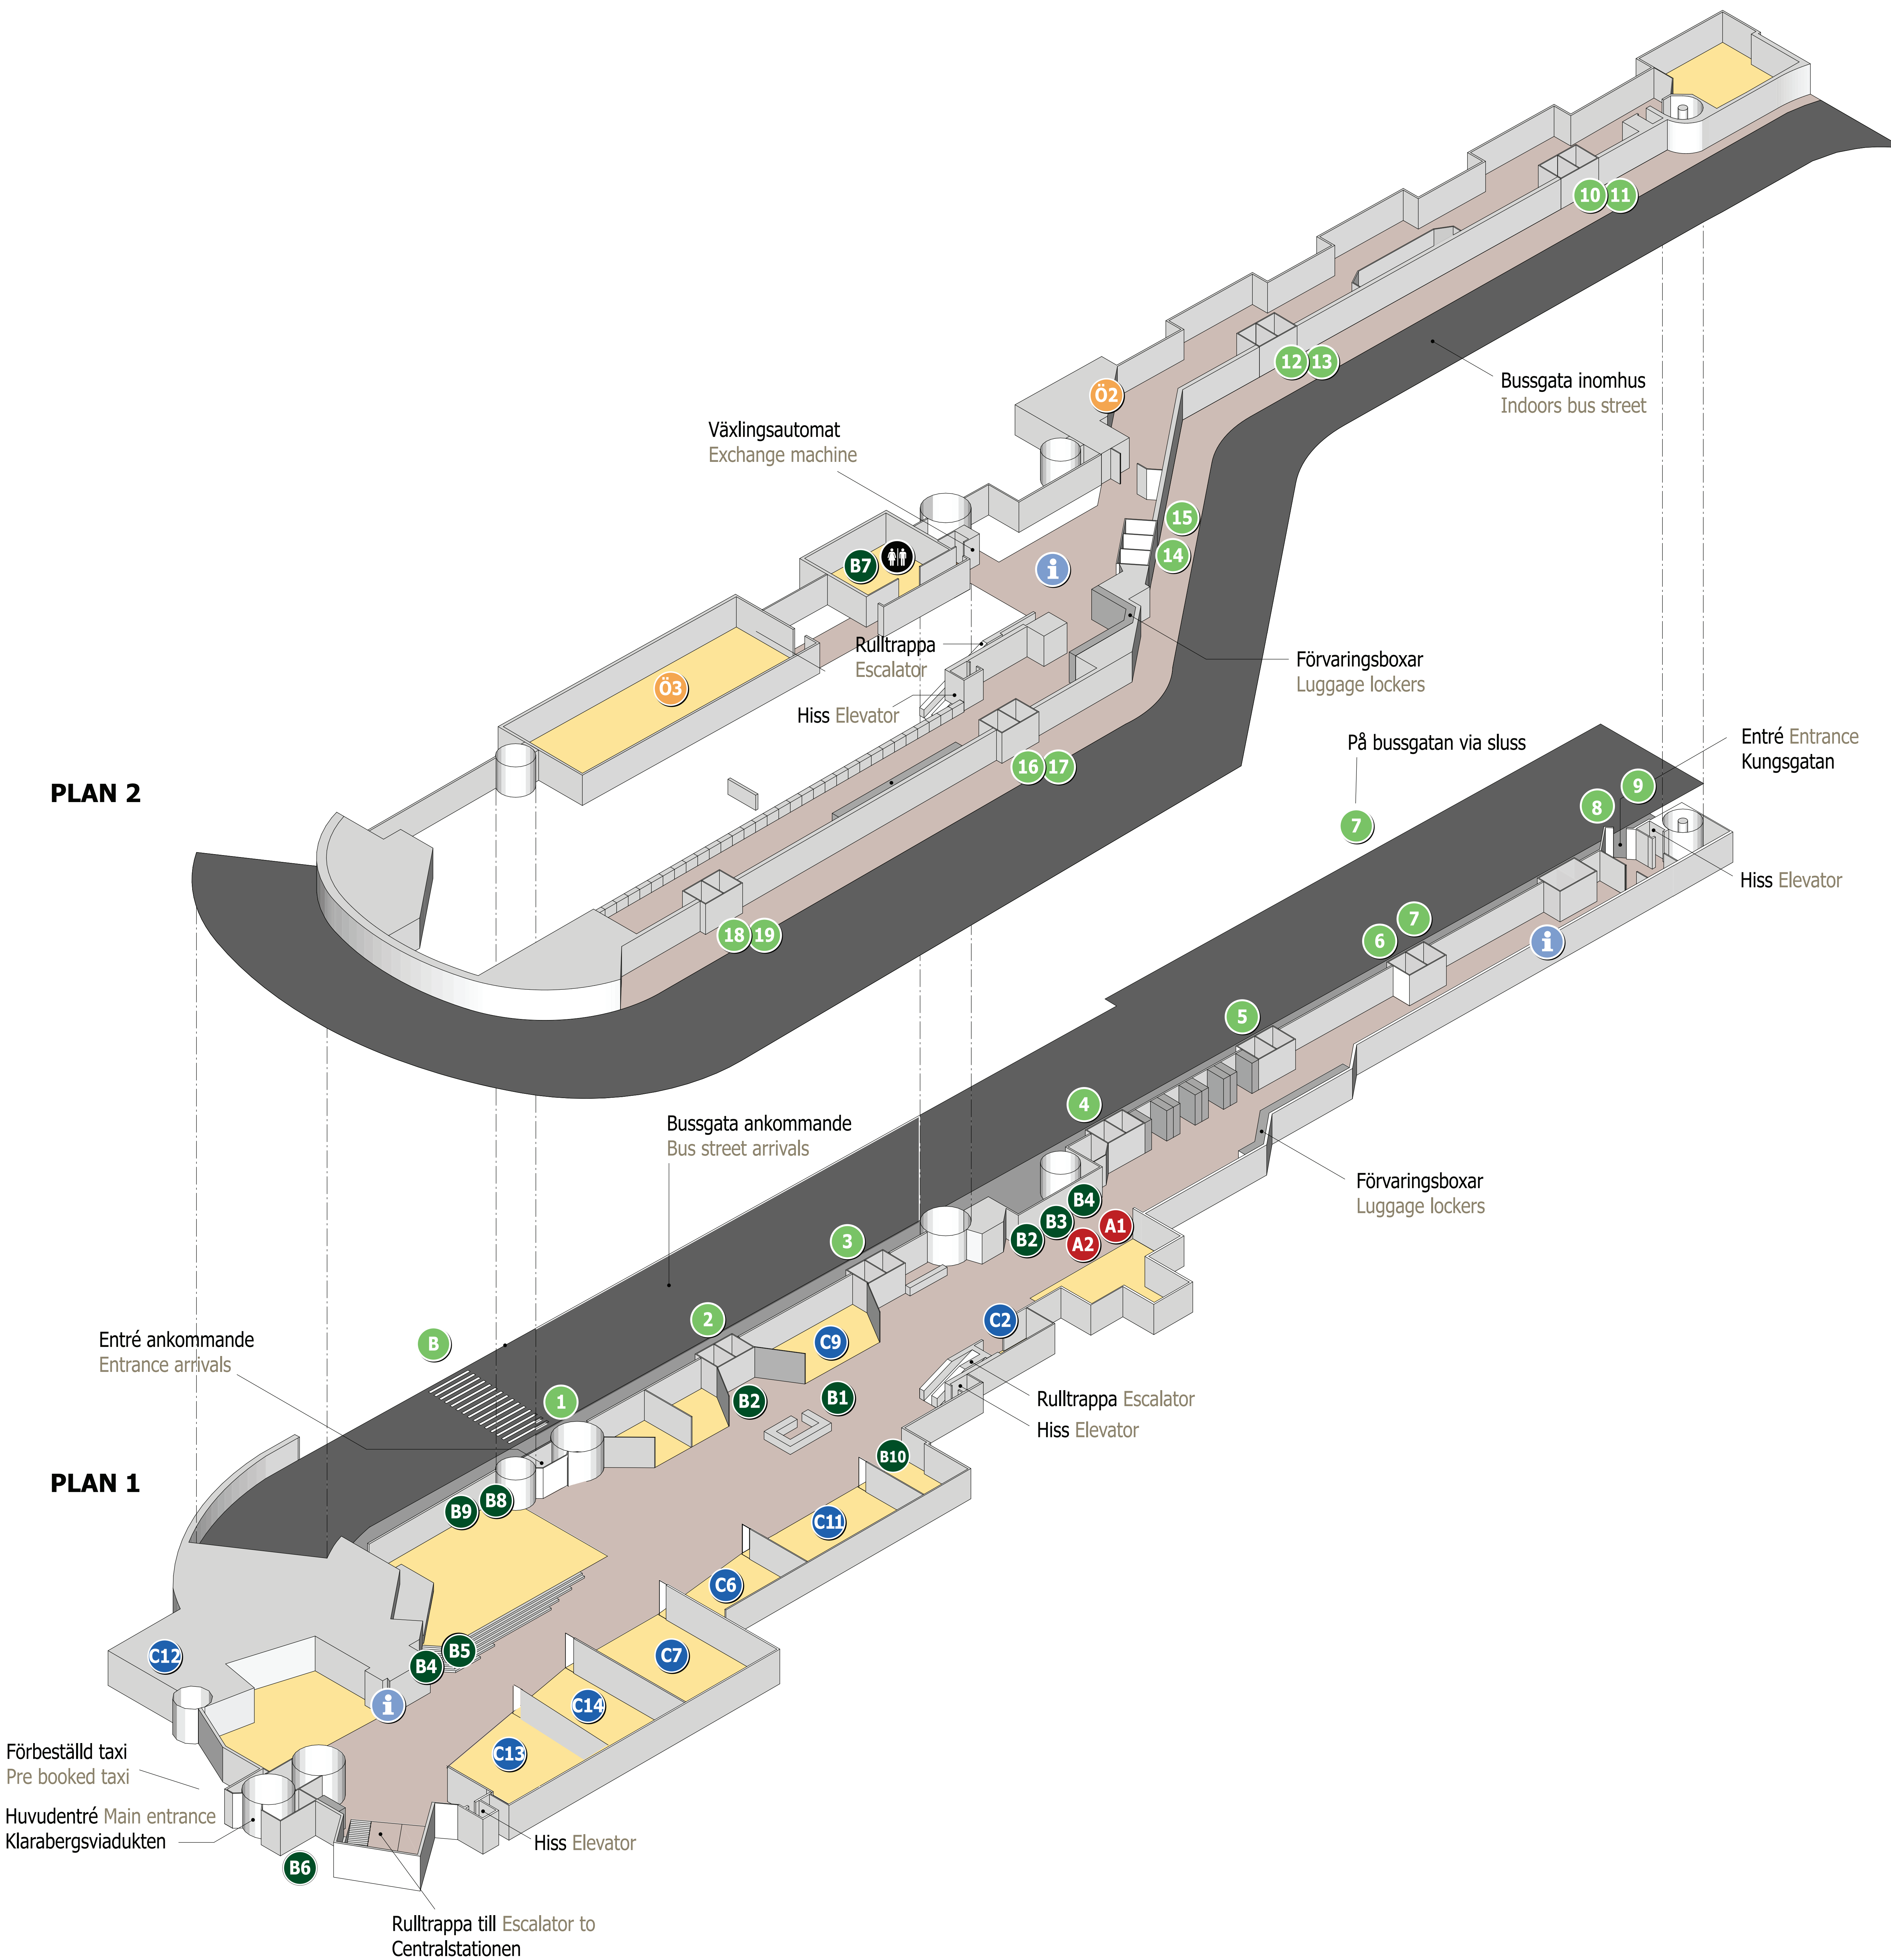 10 11
12 13
Ö2
Bussgata inomhus
Indoors bus street
Växlingsautomat
Exchange machine
15
14
B7
i
Rulltrappa
Escalator
Förvaringsboxar
Luggage lockers
Ö3
Hiss Elevator
16 17
18 19
PLAN 2
På bussgatan via sluss
7
Entré Entrance
Kungsgatan
9
8
Hiss Elevator
7
6
i
5
4
Bussgata ankommande
Bus street arrivals
Förvaringsboxar
Luggage lockers
B4
B3
B2
A1
A2
3
C2
2
C9
B
Entré ankommande
Entrance arrivals
1
B2
B1
Rulltrappa Escalator
Hiss Elevator
B10
PLAN 1
B9
B8
C11
C6
C12
B5
B4
C7
i
C14
C13
Förbeställd taxi
Pre booked taxi
Huvudentré Main entrance
Klarabergsviadukten
Hiss Elevator
B6
Rulltrappa till Escalator to
Centralstationen